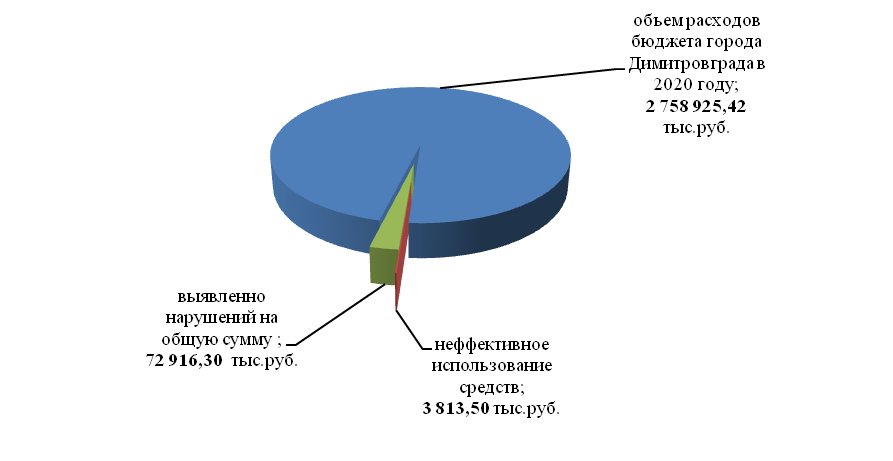 объем расходов
бюджета города
Димитровграда в
2020 году;
2 758 925,42
тыс.руб.
выявленно
нарушений на
общую сумму ;
72 916,30 тыс.руб.
неффективное
использование
средств;
3 813,50 тыс.руб.